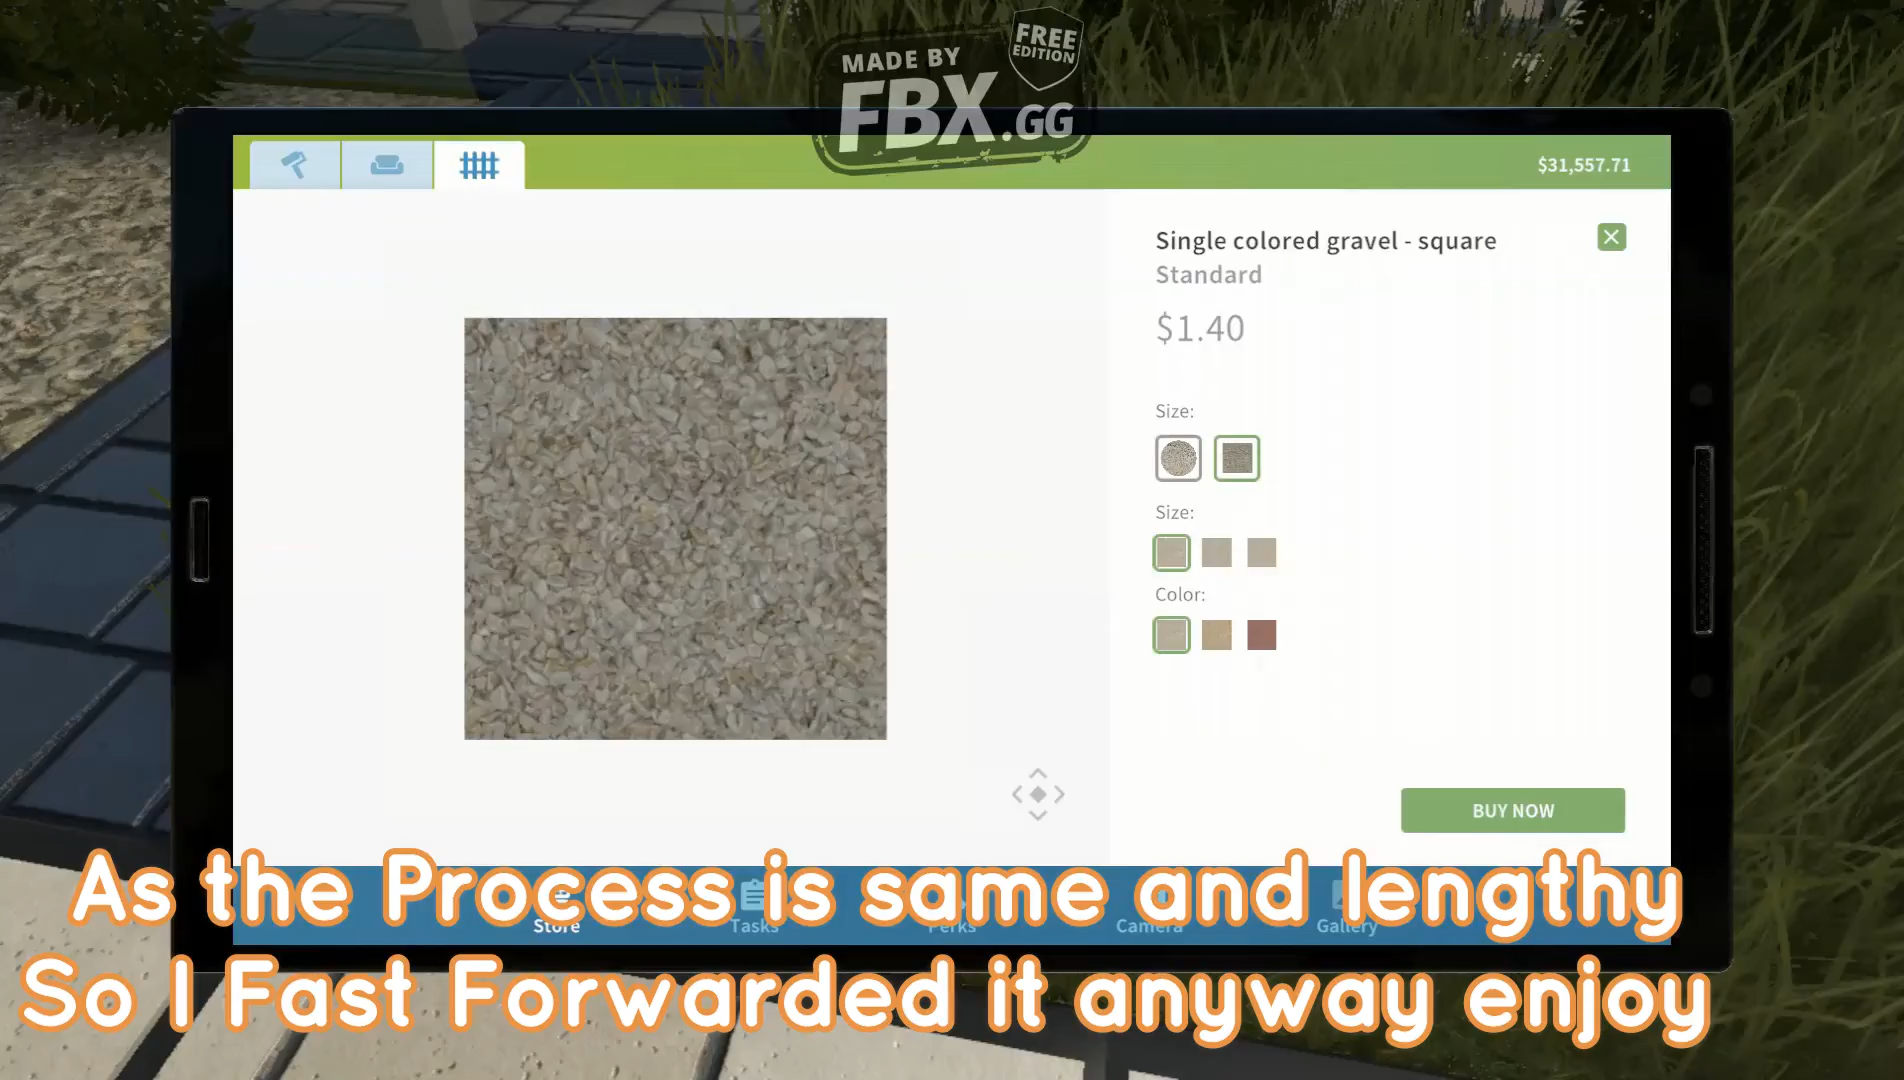 MADE BY
FREE
EDITION
FBX.GG
$31,557.71
Single colored gravel - square
Standard
$1.40
Size:
Size:
Color:
BUY NOW
As the Process is same and lengthy
Store
Tasks
Perks
Camera
Gallery
So I Fast Forwarded it anyway enjoy